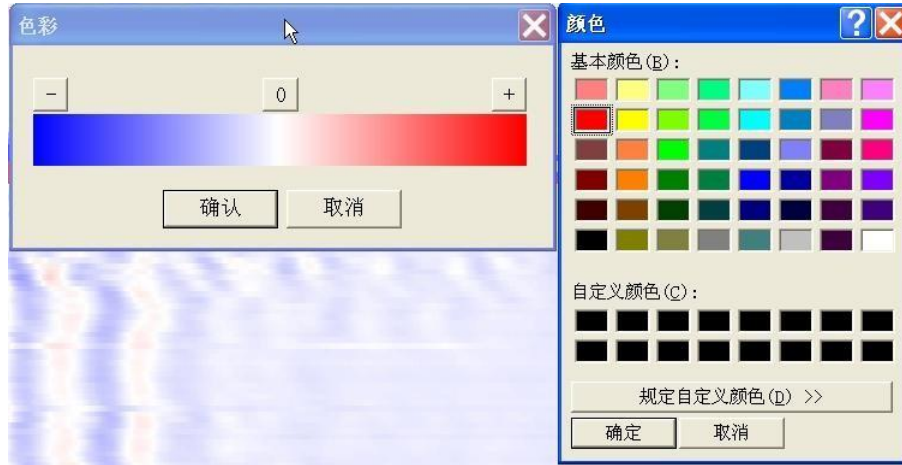 色彩
- 0 +
确认 取消
颜色
基本颜色(B):
自定义颜色(C):
规定自定义颜色(D) >>
确定 取消